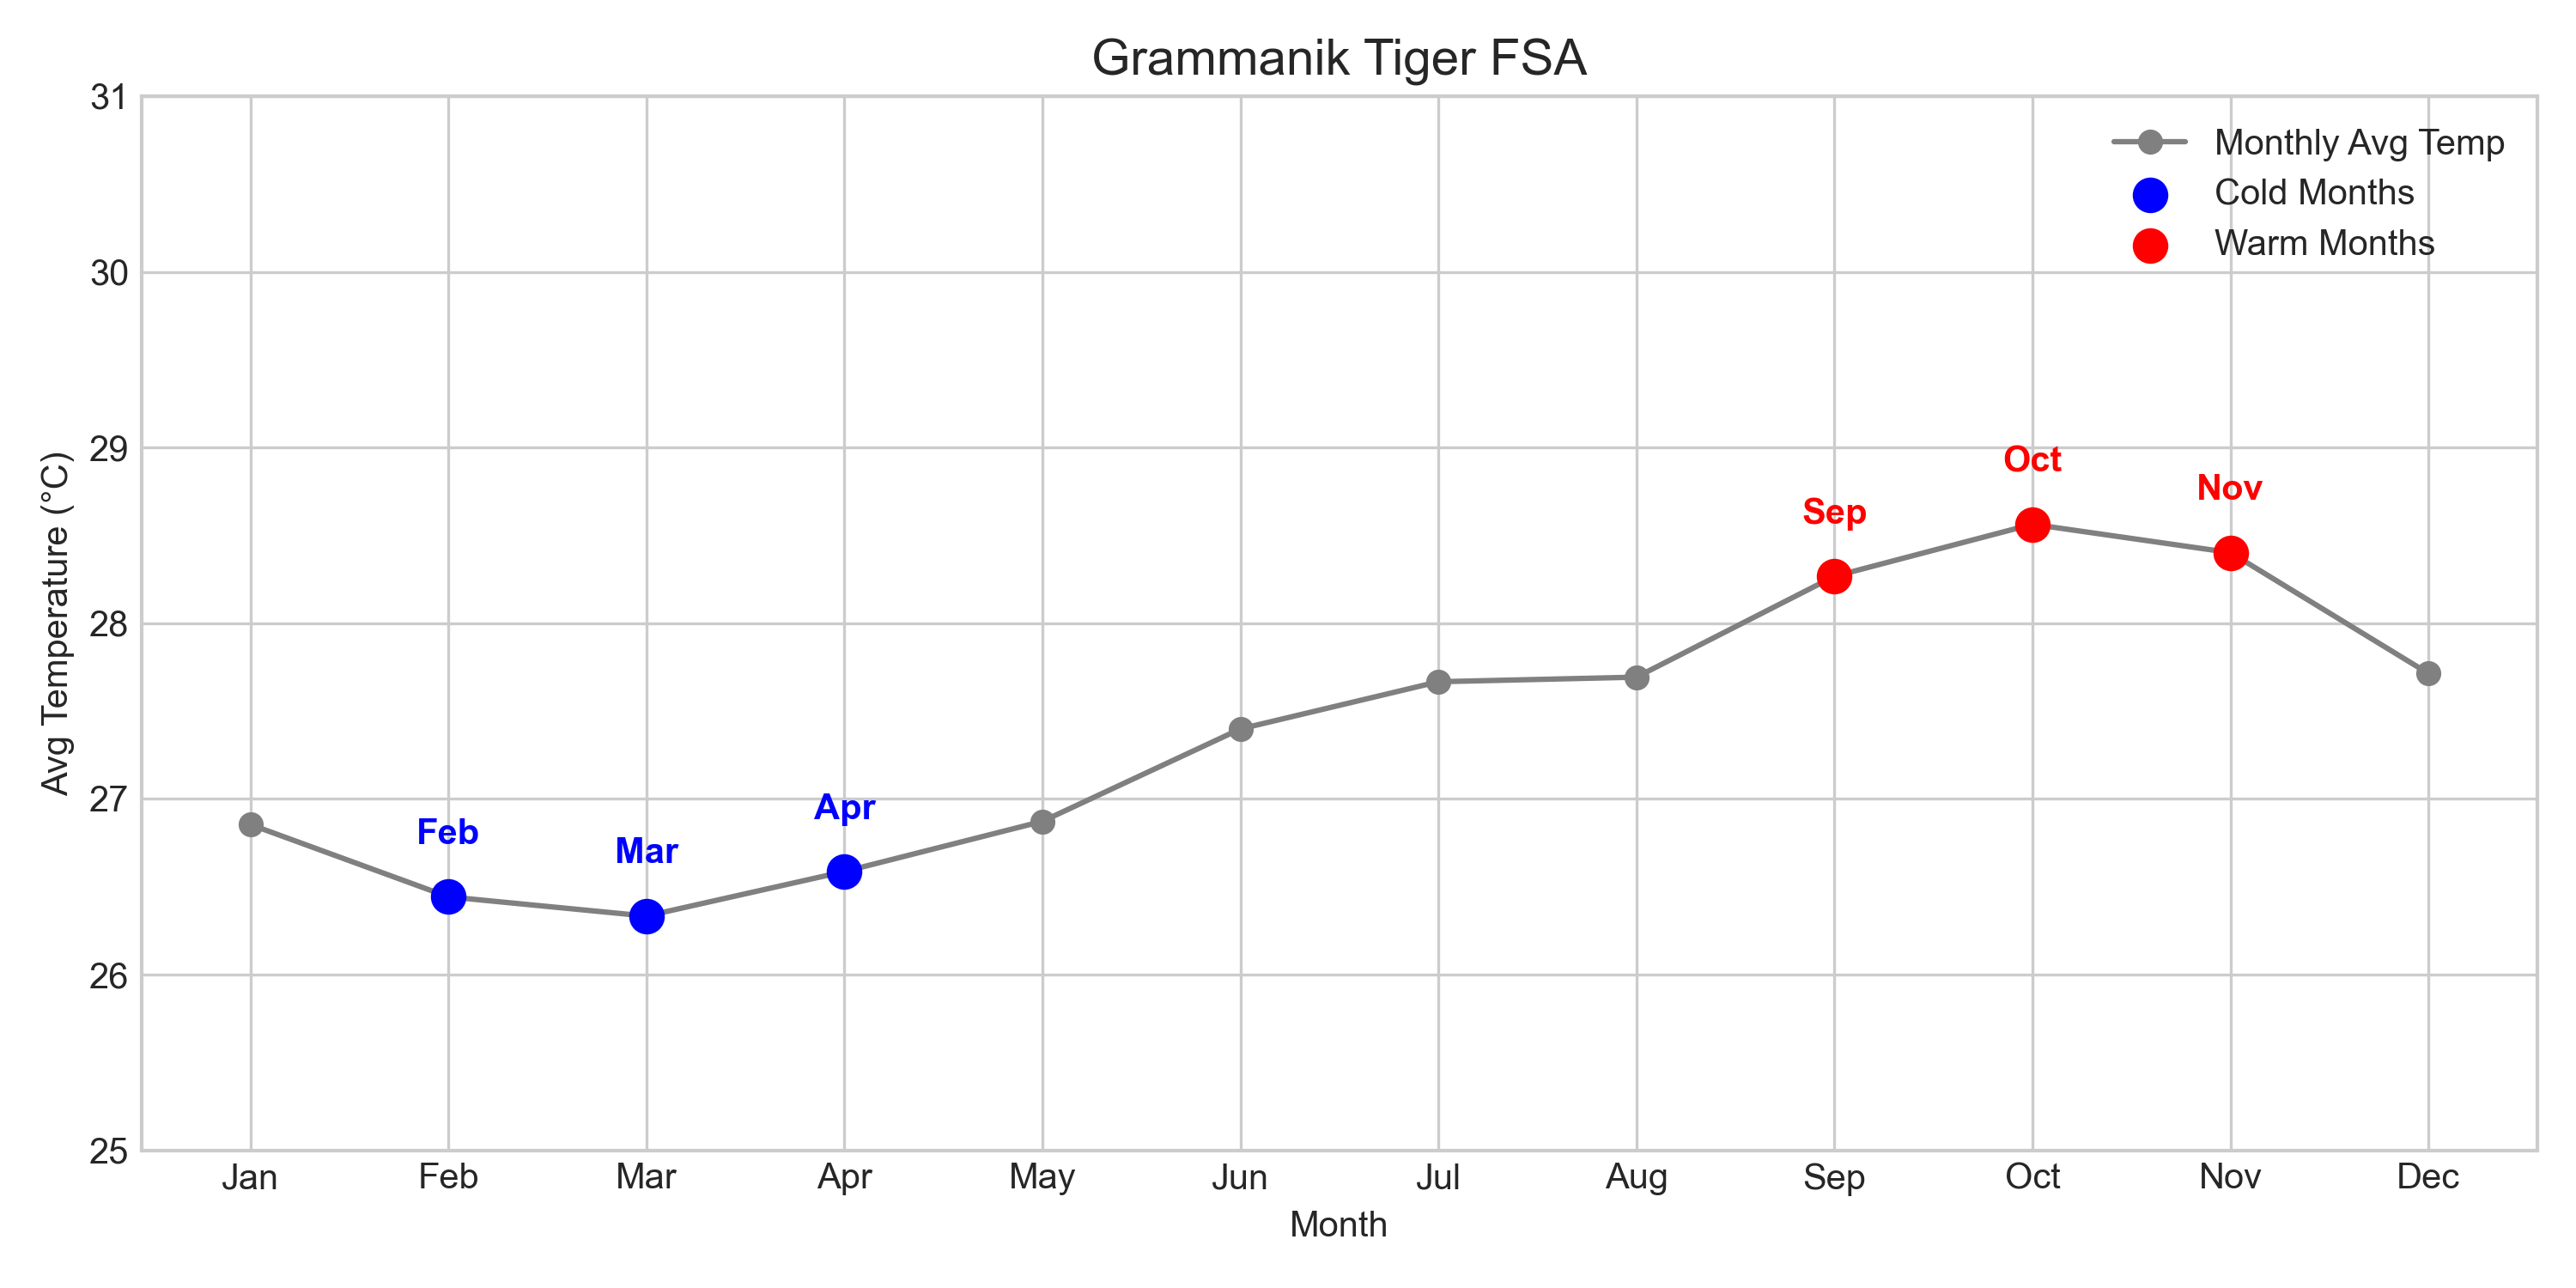 Grammanik Tiger FSA
Monthly Avg Temp
Cold Months
Warm Months
31
30
29
28
27
26
25
Avg Temperature (°C)
Feb
Mar
Apr
Sep
Oct
Nov
Jan Feb Mar Apr May Jun Jul Aug Sep Oct Nov Dec
Month